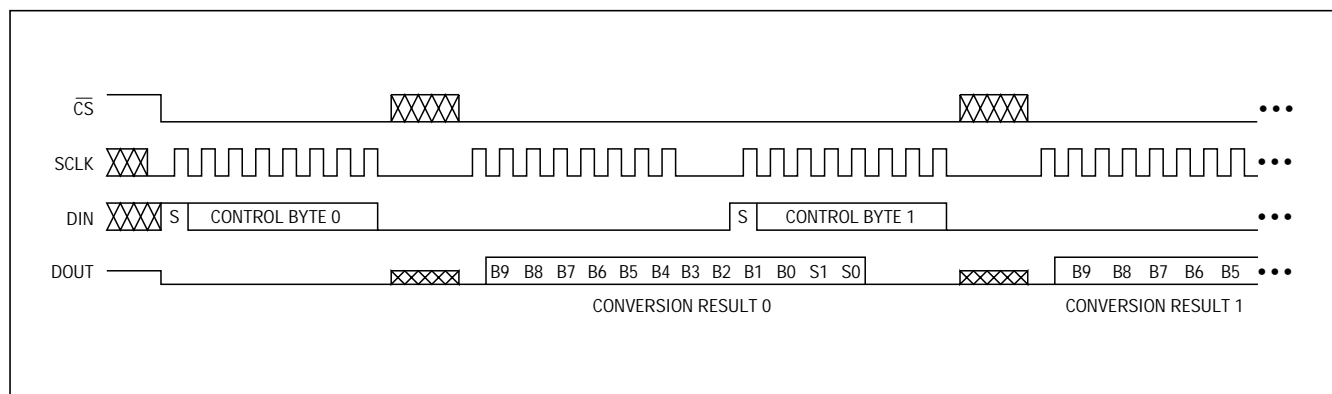 CS •••
SCLK •••
DIN S CONTROL BYTE 0 S CONTROL BYTE 1 •••
DOUT B9 B8 B7 B6 B5 B4 B3 B2 B1 B0 S1 S0 B9 B8 B7 B6 B5 •••
CONVERSION RESULT 0 CONVERSION RESULT 1